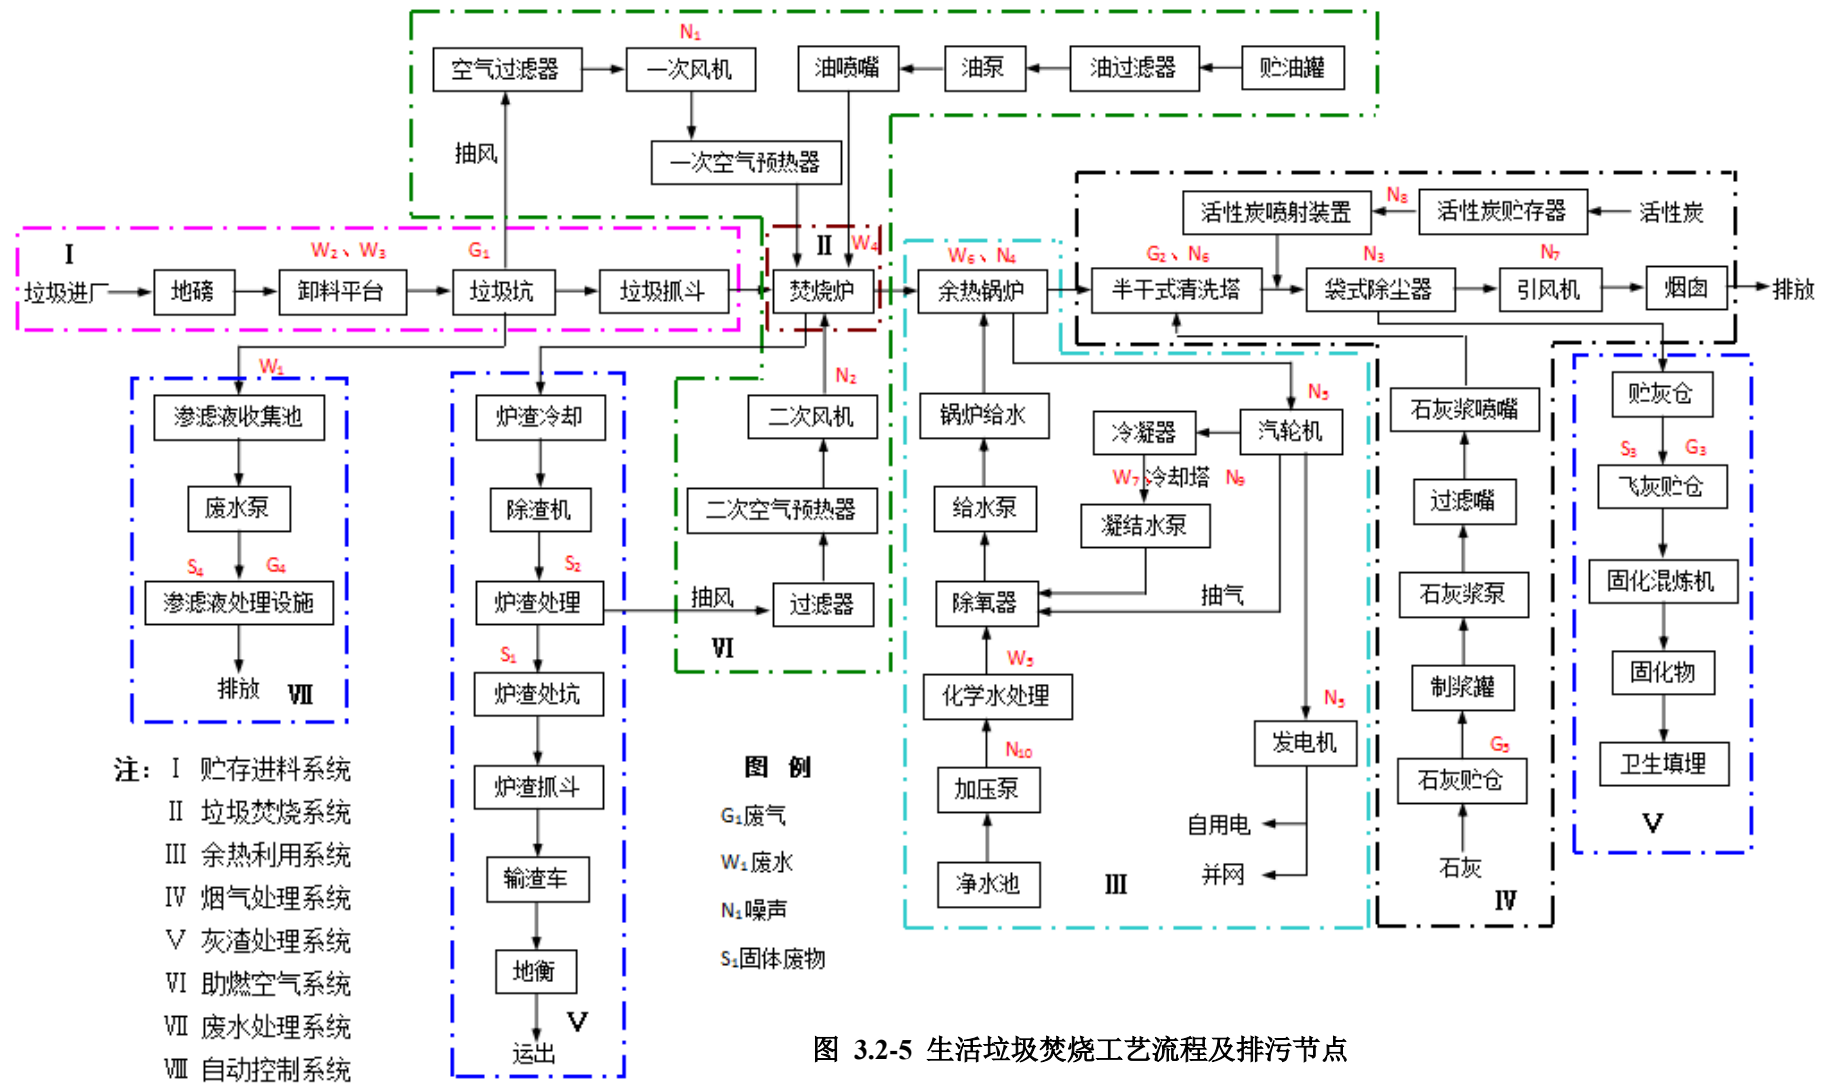 N₁
空气过滤器
一次风机
油喷嘴
油泵
油过滤器
贮油罐
抽风
一次空气预热器
Ⅰ
W₂、W₃
G₁
垃圾进厂
地磅
卸料平台
垃圾坑
垃圾抓斗
Ⅱ
W₄
焚烧炉
W₆、N₄
余热锅炉
活性炭喷射装置
N₈
活性炭贮存器
活性炭
G₂、N₆
N₃
N₇
半干式清洗塔
袋式除尘器
引风机
烟囱
排放
W₁
渗滤液收集池
废水泵
S₄
G₄
渗滤液处理设施
排放
Ⅶ
炉渣冷却
除渣机
S₂
炉渣处理
S₁
炉渣处坑
炉渣抓斗
输渣车
地衡
Ⅴ
运出
N₂
二次风机
二次空气预热器
抽风
过滤器
Ⅵ
锅炉给水
给水泵
除氧器
W₅
化学水处理
N₁₀
加压泵
净水池
N₅
冷凝器
汽轮机
W₇、冷却塔
N₉
凝结水泵
抽气
N₅
发电机
自用电
并网
Ⅲ
石灰浆喷嘴
过滤嘴
石灰浆泵
制浆罐
G₅
石灰贮仓
石灰
Ⅳ
贮灰仓
S₃
G₃
飞灰贮仓
固化混炼机
固化物
卫生填埋
Ⅴ
注：Ⅰ 贮存进料系统
Ⅱ 垃圾焚烧系统
Ⅲ 余热利用系统
Ⅳ 烟气处理系统
Ⅴ 灰渣处理系统
Ⅵ 助燃空气系统
Ⅶ 废水处理系统
Ⅷ 自动控制系统
图 例
G₁废气
W₁废水
N₁噪声
S₁固体废物
图 3.2-5 生活垃圾焚烧工艺流程及排污节点